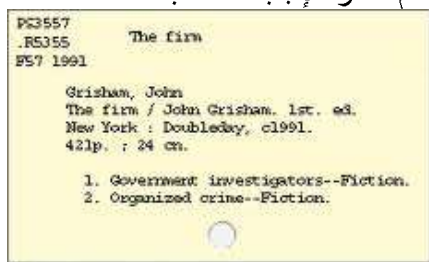 PS3557
.R5355
F57 1991
The firm
Grisham, John
The firm / John Grisham. 1st. ed.
New York : Doubleday, c1991.
421p. ; 24 cm.
1. Government investigators--Fiction.
2. Organized crime--Fiction.